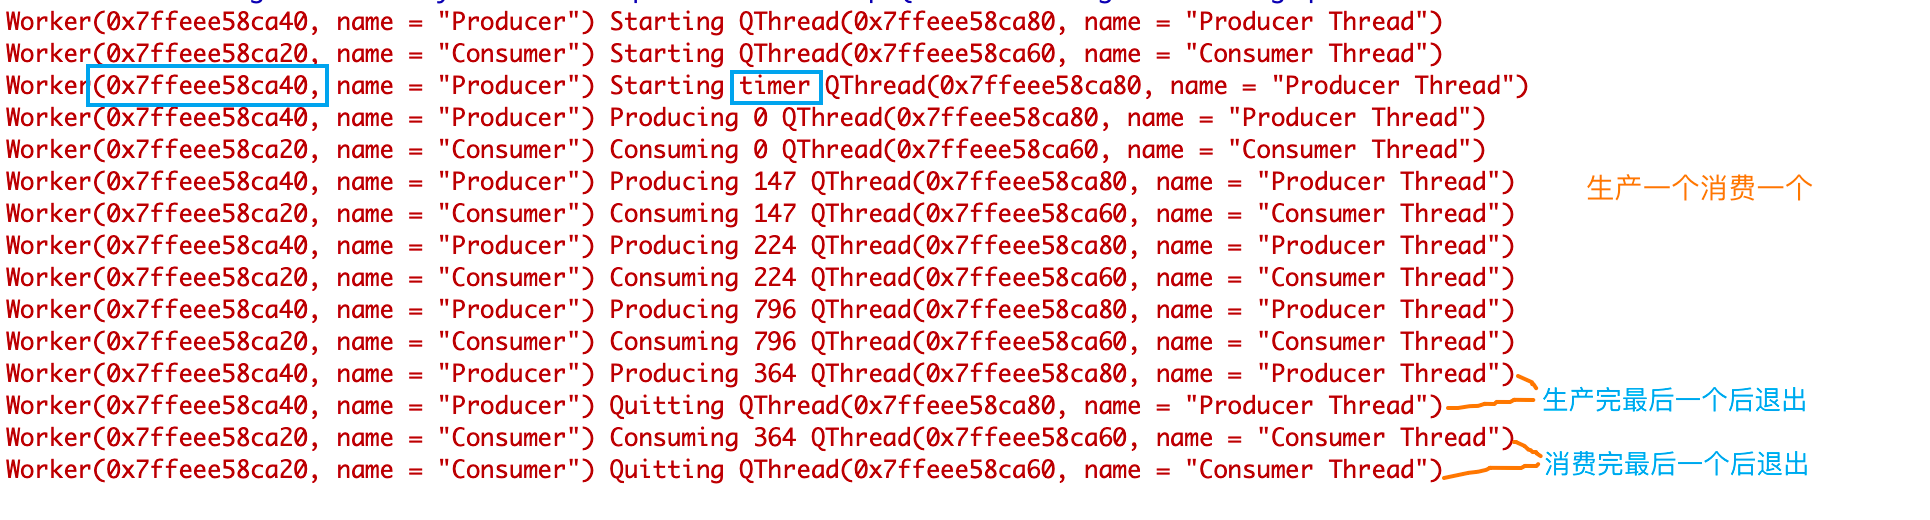 Worker(0x7ffeee58ca40, name = "Producer") Starting QThread(0x7ffeee58ca80, name = "Producer Thread")
Worker(0x7ffeee58ca20, name = "Consumer") Starting QThread(0x7ffeee58ca60, name = "Consumer Thread")
Worker(0x7ffeee58ca40, name = "Producer") Starting timer QThread(0x7ffeee58ca80, name = "Producer Thread")
Worker(0x7ffeee58ca40, name = "Producer") Producing 0 QThread(0x7ffeee58ca80, name = "Producer Thread")
Worker(0x7ffeee58ca20, name = "Consumer") Consuming 0 QThread(0x7ffeee58ca60, name = "Consumer Thread")
Worker(0x7ffeee58ca40, name = "Producer") Producing 147 QThread(0x7ffeee58ca80, name = "Producer Thread")
生产一个消费一个
Worker(0x7ffeee58ca20, name = "Consumer") Consuming 147 QThread(0x7ffeee58ca60, name = "Consumer Thread")
Worker(0x7ffeee58ca40, name = "Producer") Producing 224 QThread(0x7ffeee58ca80, name = "Producer Thread")
Worker(0x7ffeee58ca20, name = "Consumer") Consuming 224 QThread(0x7ffeee58ca60, name = "Consumer Thread")
Worker(0x7ffeee58ca40, name = "Producer") Producing 796 QThread(0x7ffeee58ca80, name = "Producer Thread")
Worker(0x7ffeee58ca20, name = "Consumer") Consuming 796 QThread(0x7ffeee58ca60, name = "Consumer Thread")
Worker(0x7ffeee58ca40, name = "Producer") Producing 364 QThread(0x7ffeee58ca80, name = "Producer Thread")
Worker(0x7ffeee58ca40, name = "Producer") Quitting QThread(0x7ffeee58ca80, name = "Producer Thread")
生产完最后一个后退出
Worker(0x7ffeee58ca20, name = "Consumer") Consuming 364 QThread(0x7ffeee58ca60, name = "Consumer Thread")
Worker(0x7ffeee58ca20, name = "Consumer") Quitting QThread(0x7ffeee58ca60, name = "Consumer Thread")
消费完最后一个后退出